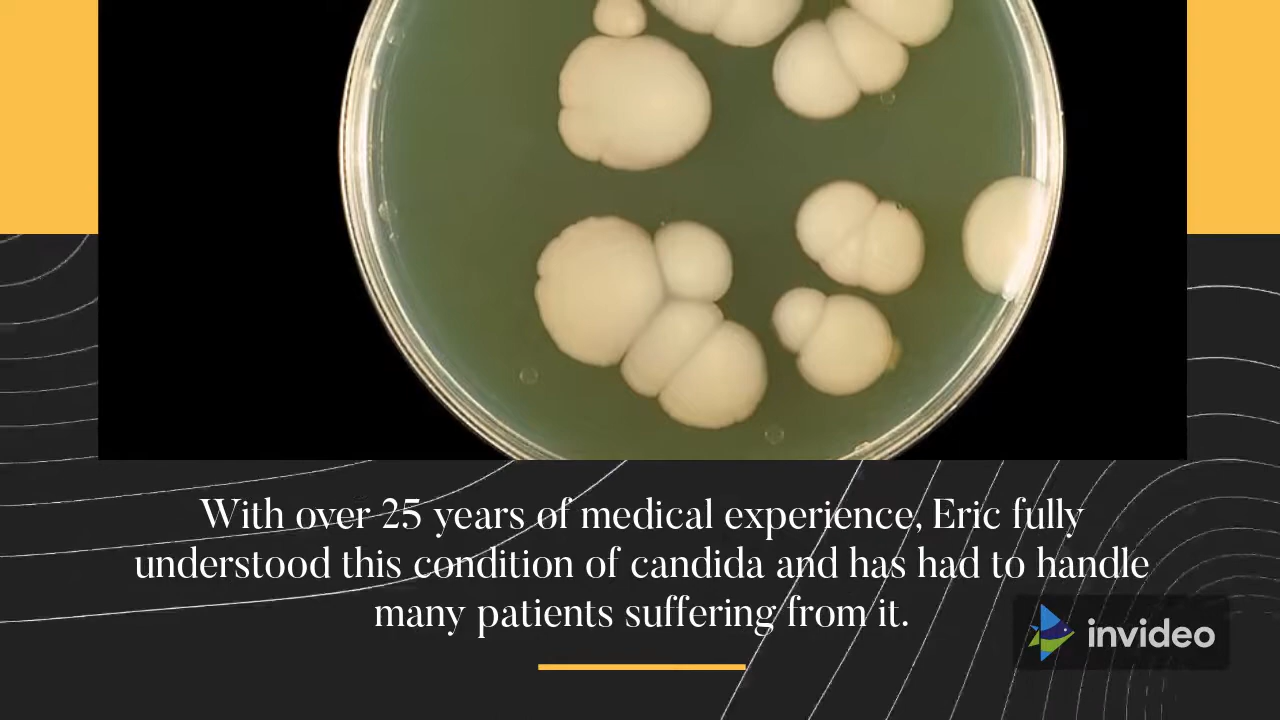 With over 25 years of medical experience, Eric fully
understood this condition of candida and has had to handle
many patients suffering from it.
invideo